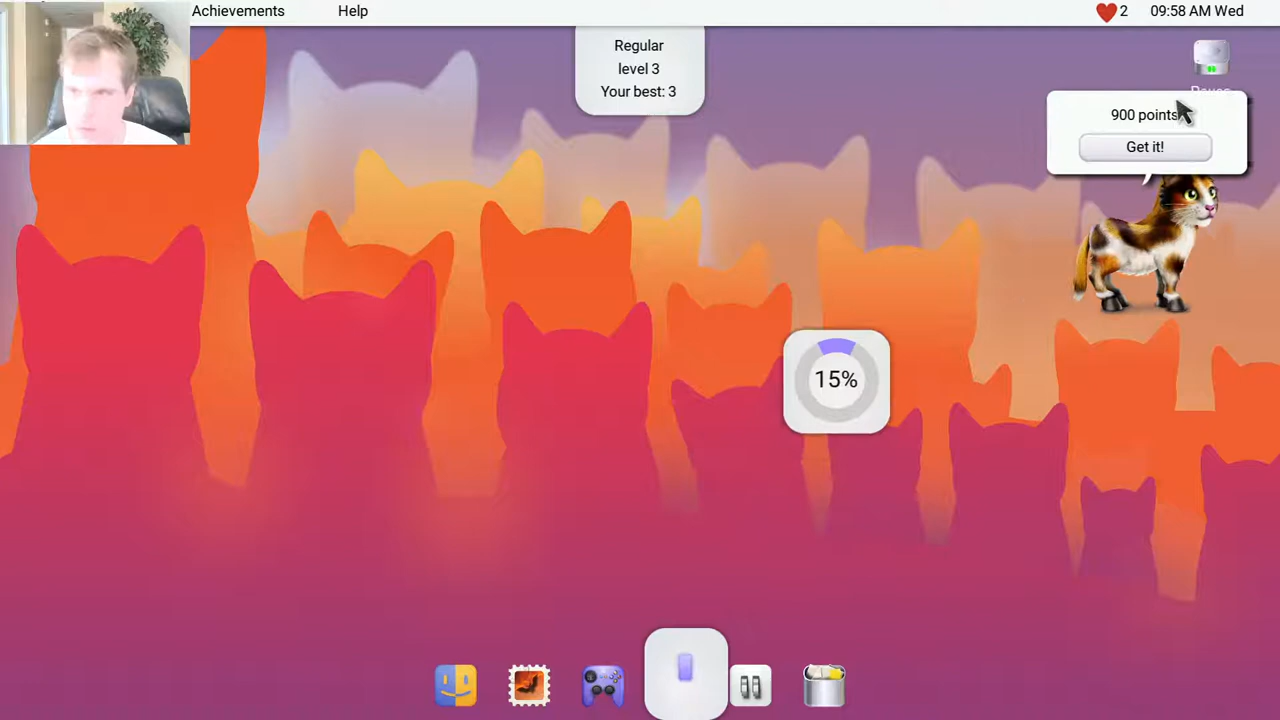 Achievements Help 2 09:58 AM Wed
Regular
level 3
Your best: 3
900 points
Get it!
15%